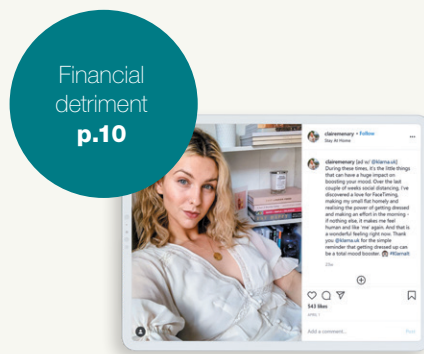 Financial
detriment
p.10
clairemenary • Follow
Stay At Home
clairemenary [ad w/ @klarna.uk]
During these times, it's the little things
that can have a huge impact on
boosting your mood. Over the last
couple of weeks social distancing, I've
discovered a love for FaceTiming,
making my small flat homely and
realising the power of getting dressed
and making an effort in the morning -
if nothing else, it makes me feel
human and like 'me' again. And that is
a wonderful feeling right now. Thank
you @klarna.uk for the simple
reminder that getting dressed up can
be a total mood booster.
543 likes
APRIL 1
Add a comment...
Post